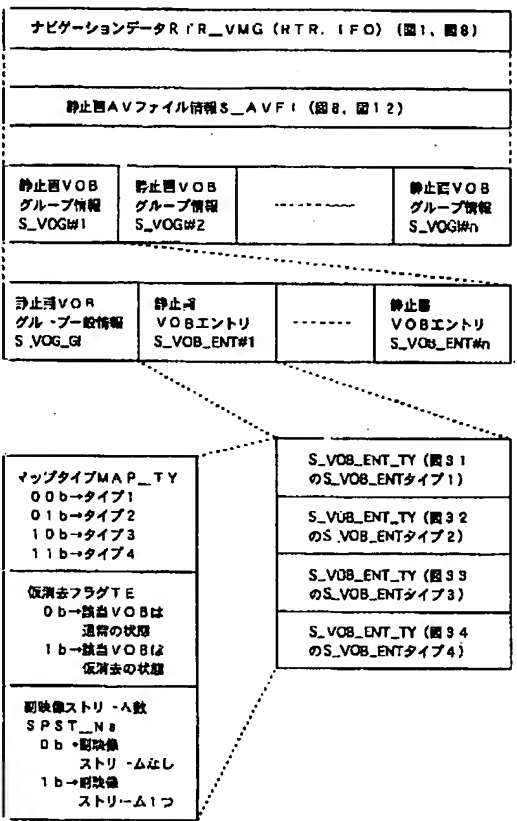 ナビゲーションデータRTR_VMG (RTR. IFO) (図1、図8)
静止画AVファイル情報S__AVFI (図8、図12)
静止画VOB
グループ情報
S_VOGI#1
静止画VOB
グループ情報
S_VOGI#2
静止画VOB
グループ情報
S_VOGI#n
静止画VOB
グループ一般情報
S_VOG_GI
静止画
VOBエントリ
S_VOB_ENT#1
静止画
VOBエントリ
S_VOB_ENT#n
マップタイプMAP__TY
00b→タイプ1
01b→タイプ2
10b→タイプ3
11b→タイプ4
仮消去フラグTE
0b→該当VOBは
通常の状態
1b→該当VOBは
仮消去の状態
副映像ストリーム数
SPST__Ns
0b→副映像
ストリームなし
1b→副映像
ストリーム1つ
S_VOB_ENT_TY (図31
のS_VOB_ENTタイプ1)
S_VOB_ENT_TY (図32
のS_VOB_ENTタイプ2)
S_VOB_ENT_TY (図33
のS_VOB_ENTタイプ3)
S_VOB_ENT_TY (図34
のS_VOB_ENTタイプ4)